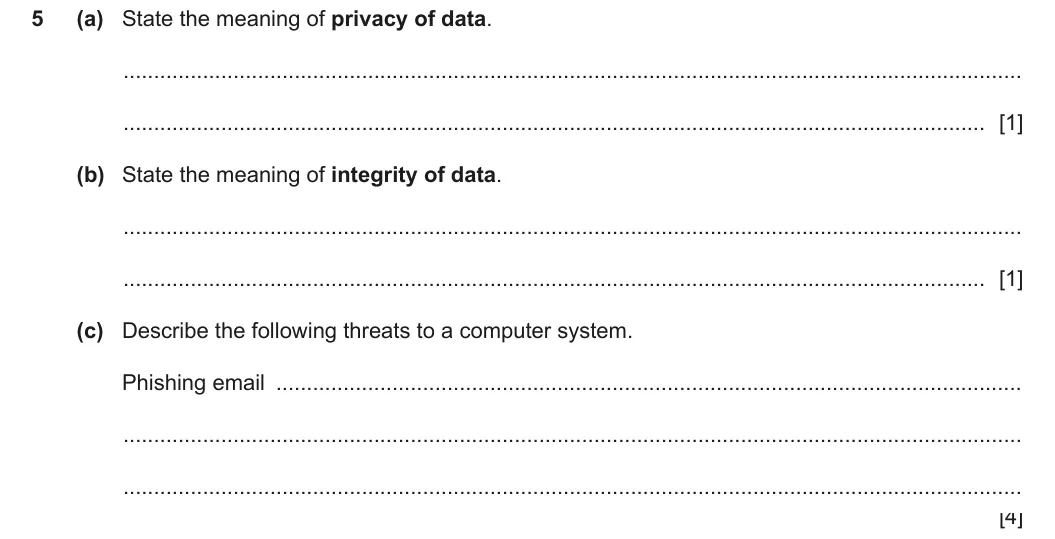 5 (a) State the meaning of privacy of data.
.................................................................................................................................................
........................................................................................................................................... [1]
(b) State the meaning of integrity of data.
.................................................................................................................................................
........................................................................................................................................... [1]
(c) Describe the following threats to a computer system.
Phishing email ........................................................................................................................
.................................................................................................................................................
.................................................................................................................................................
[4]